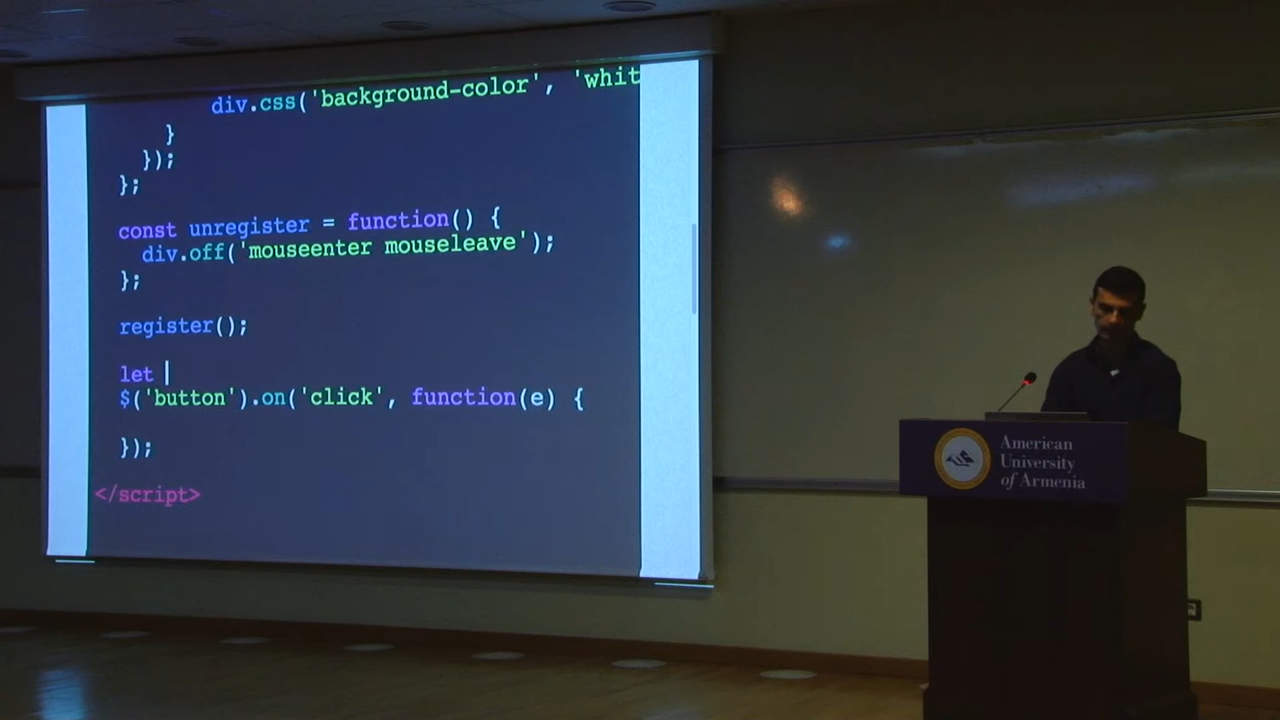 div.css('background-color', 'whit
}
});
};
const unregister = function() {
div.off('mouseenter mouseleave');
};
register();
let
$('button').on('click', function(e) {
});
</script>
American
University
of Armenia